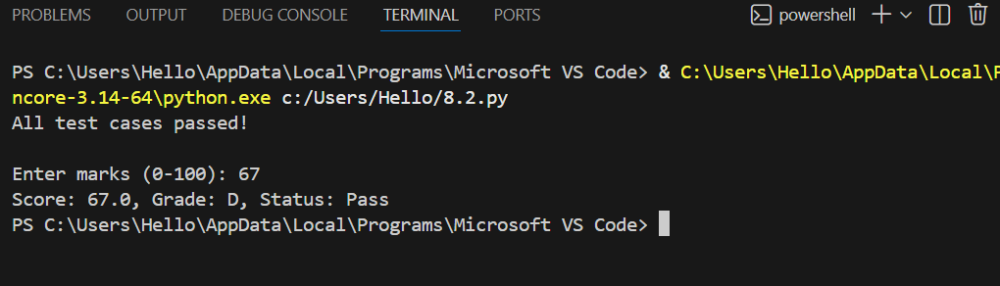 PROBLEMS OUTPUT DEBUG CONSOLE TERMINAL PORTS powershell
PS C:\Users\Hello\AppData\Local\Programs\Microsoft VS Code> & C:\Users\Hello\AppData\Local\
ncore-3.14-64\python.exe c:/Users/Hello/8.2.py
All test cases passed!
Enter marks (0-100): 67
Score: 67.0, Grade: D, Status: Pass
PS C:\Users\Hello\AppData\Local\Programs\Microsoft VS Code>